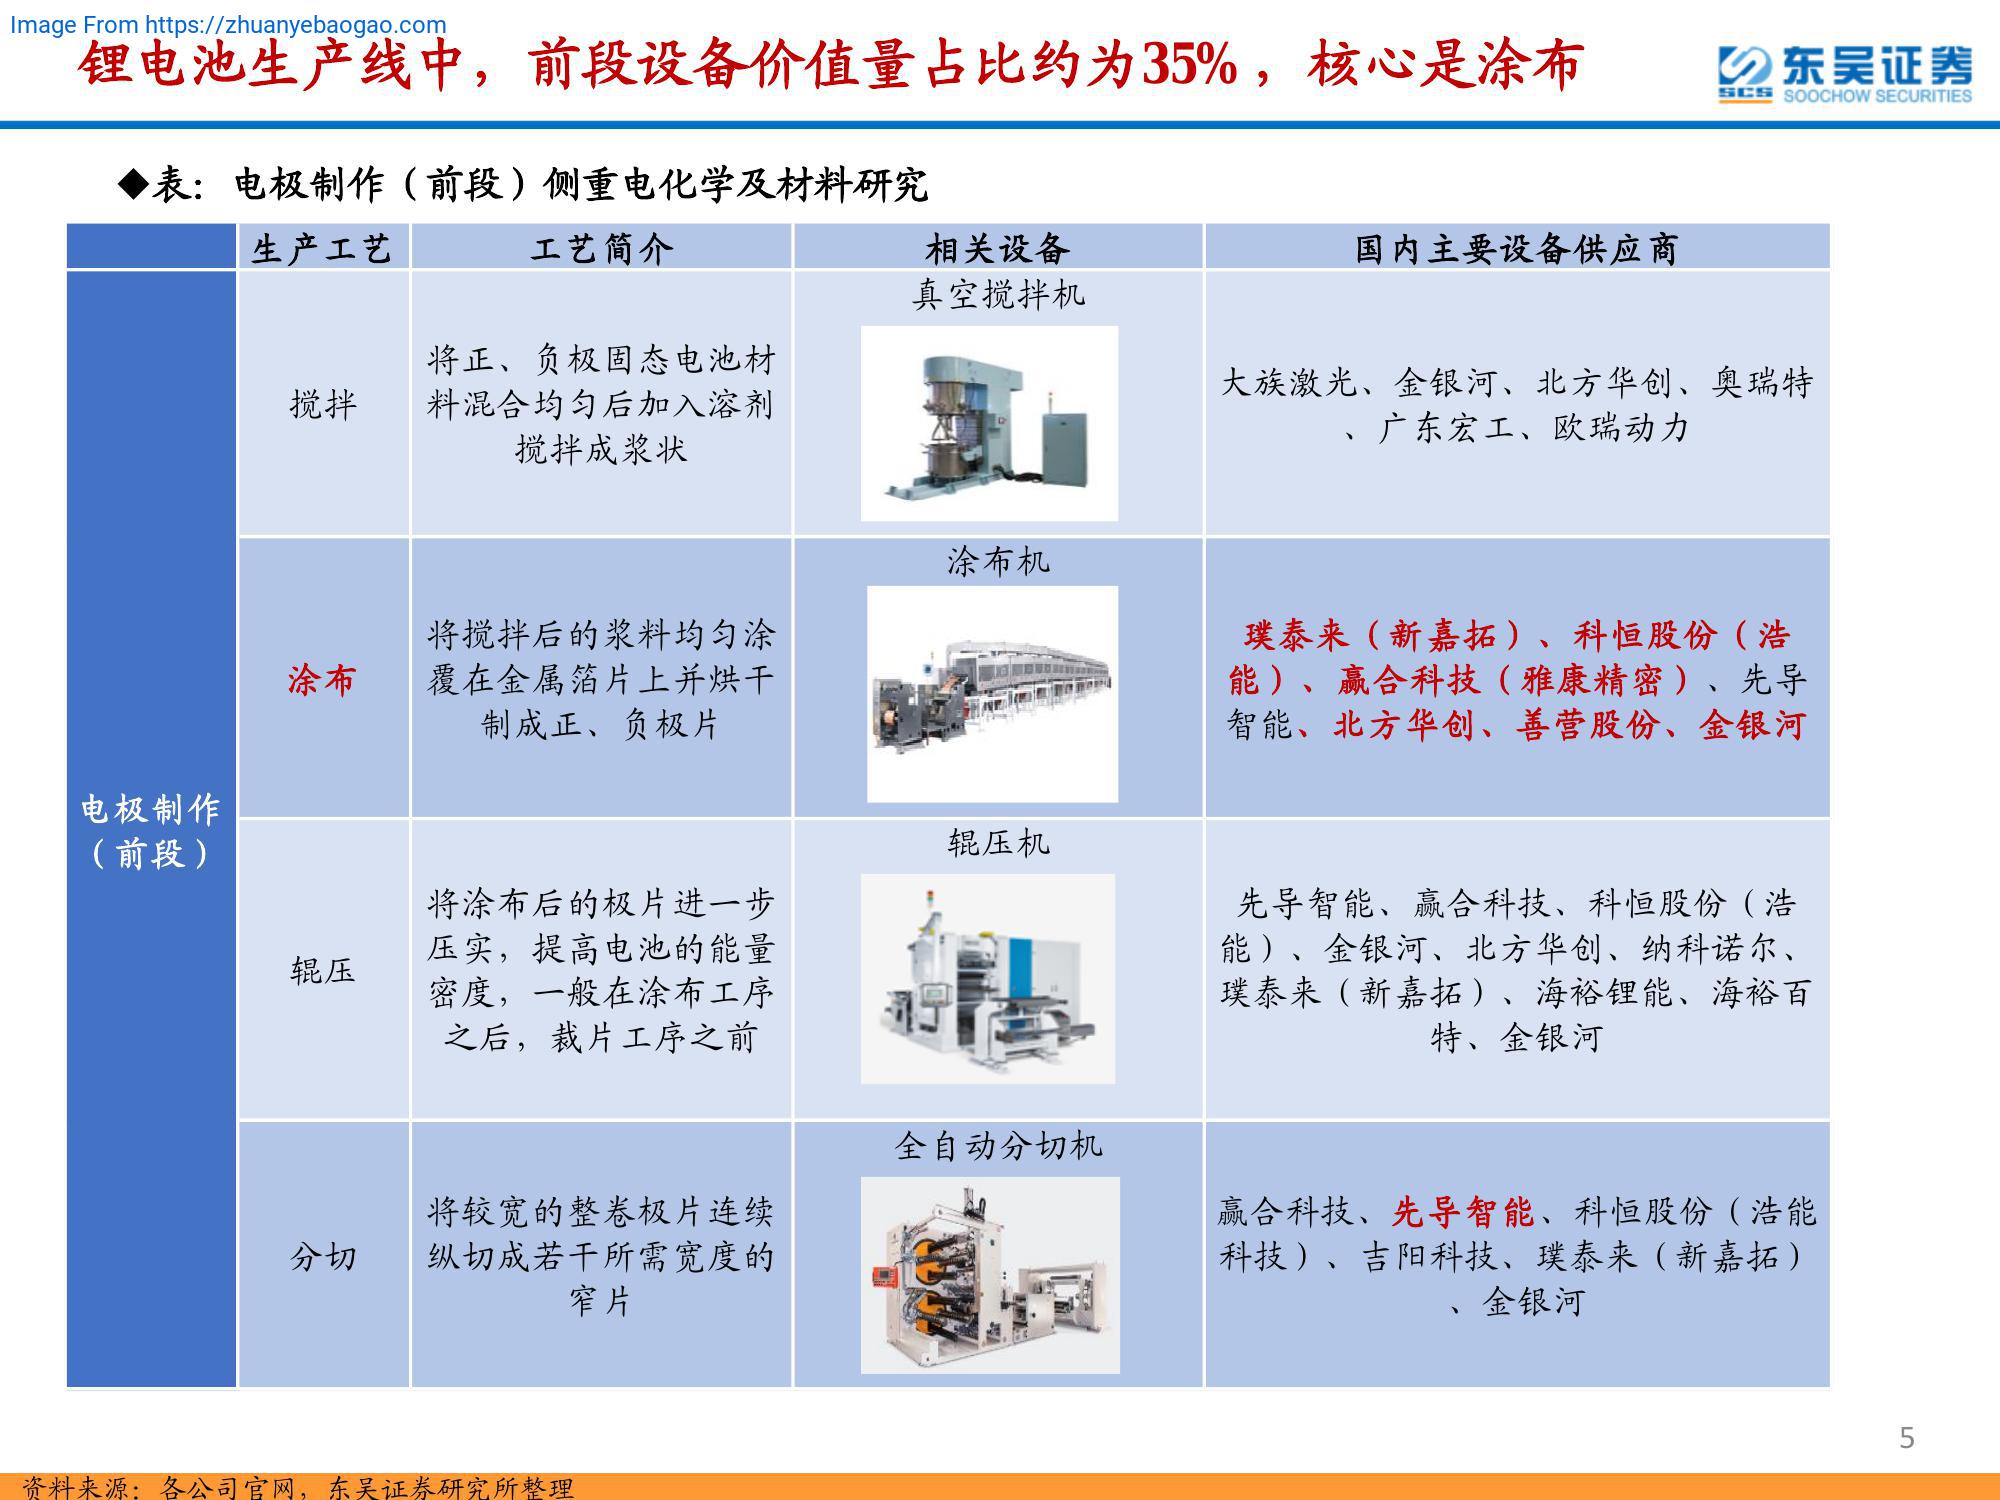 Image From https://zhuanyebaogao.com
锂电池生产线中，前段设备价值量占比约为35%，核心是涂布
东吴证券
SCS SOOCHOW SECURITIES
◆表：电极制作（前段）侧重电化学及材料研究
生产工艺 工艺简介 相关设备 国内主要设备供应商
电极制作
（前段）
搅拌
将正、负极固态电池材
料混合均匀后加入溶剂
搅拌成浆状
真空搅拌机
大族激光、金银河、北方华创、奥瑞特
、广东宏工、欧瑞动力
涂布
将搅拌后的浆料均匀涂
覆在金属箔片上并烘干
制成正、负极片
涂布机
璞泰来（新嘉拓）、科恒股份（浩
能）、赢合科技（雅康精密）、先导
智能、北方华创、善营股份、金银河
辊压
将涂布后的极片进一步
压实，提高电池的能量
密度，一般在涂布工序
之后，裁片工序之前
辊压机
先导智能、赢合科技、科恒股份（浩
能）、金银河、北方华创、纳科诺尔、
璞泰来（新嘉拓）、海裕锂能、海裕百
特、金银河
分切
将较宽的整卷极片连续
纵切成若干所需宽度的
窄片
全自动分切机
赢合科技、先导智能、科恒股份（浩能
科技）、吉阳科技、璞泰来（新嘉拓）
、金银河
5
资料来源：各公司官网，东吴证券研究所整理